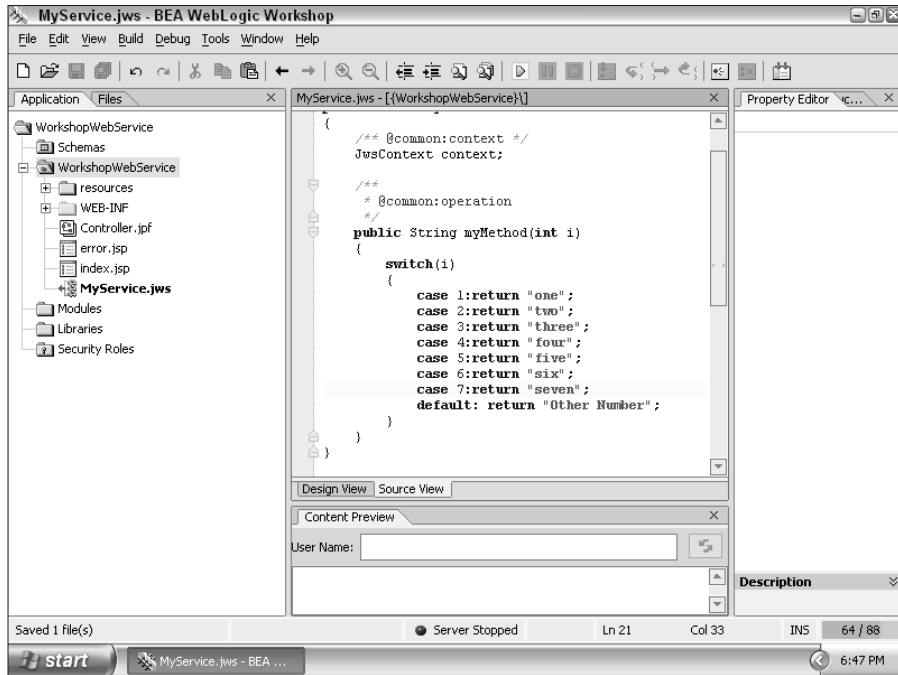 MyService.jws - BEA WebLogic Workshop
File Edit View Build Debug Tools Window Help
Application Files
WorkshopWebService
Schemas
WorkshopWebService
resources
WEB-INF
Controller.jpf
error.jsp
index.jsp
MyService.jws
Modules
Libraries
Security Roles
MyService.jws - [{WorkshopWebService}\]
{
/** @common:context */
JwsContext context;
/**
* @common:operation
*/
public String myMethod(int i)
{
switch(i)
{
case 1:return "one";
case 2:return "two";
case 3:return "three";
case 4:return "four";
case 5:return "five";
case 6:return "six";
case 7:return "seven";
default: return "Other Number";
}
}
}
Design View Source View
Content Preview
User Name:
Property Editor
Description
Saved 1 file(s) Server Stopped Ln 21 Col 33 INS 64 / 88
start MyService.jws - BEA ... 6:47 PM